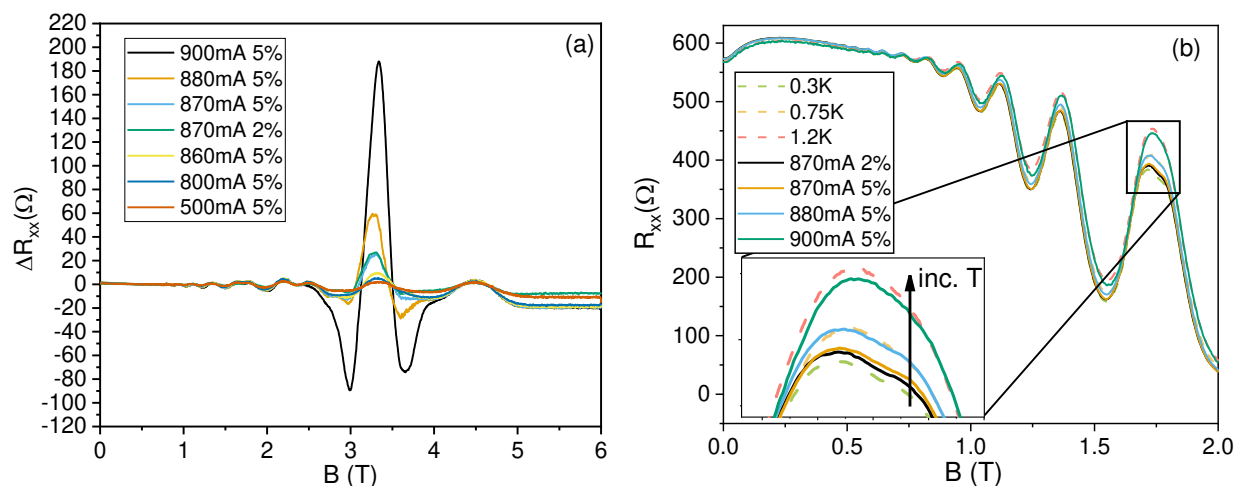 (a)
ΔRxx(Ω)
220
200
180
160
140
120
100
80
60
40
20
0
-20
-40
-60
-80
-100
-120
900mA 5%
880mA 5%
870mA 5%
870mA 2%
860mA 5%
800mA 5%
500mA 5%
0 1 2 3 4 5 6
B (T)
(b)
Rxx(Ω)
600
500
400
300
200
100
0
0.3K
0.75K
1.2K
870mA 2%
870mA 5%
880mA 5%
900mA 5%
inc. T
0.0 0.5 1.0 1.5 2.0
B (T)